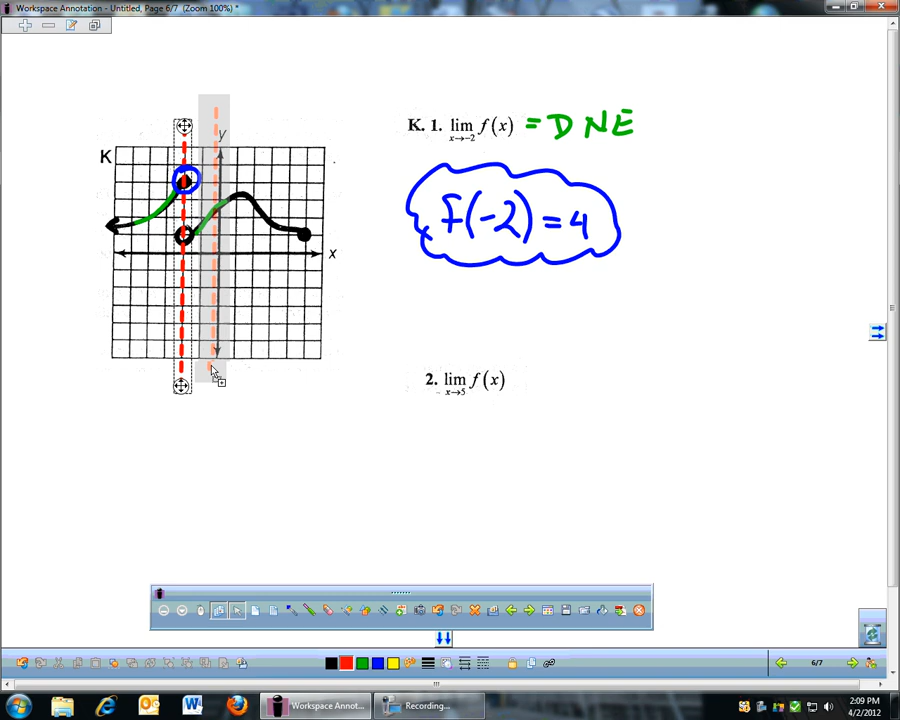 Workspace Annotation - Untitled, Page 6/7 (Zoom 100%) *
K. 1. lim f(x) = DNE
x→-2
y
K
f(-2) = 4
x
2. lim f(x)
x→5
6/7
Workspace Annot...
Recording...
2:09 PM
4/2/2012